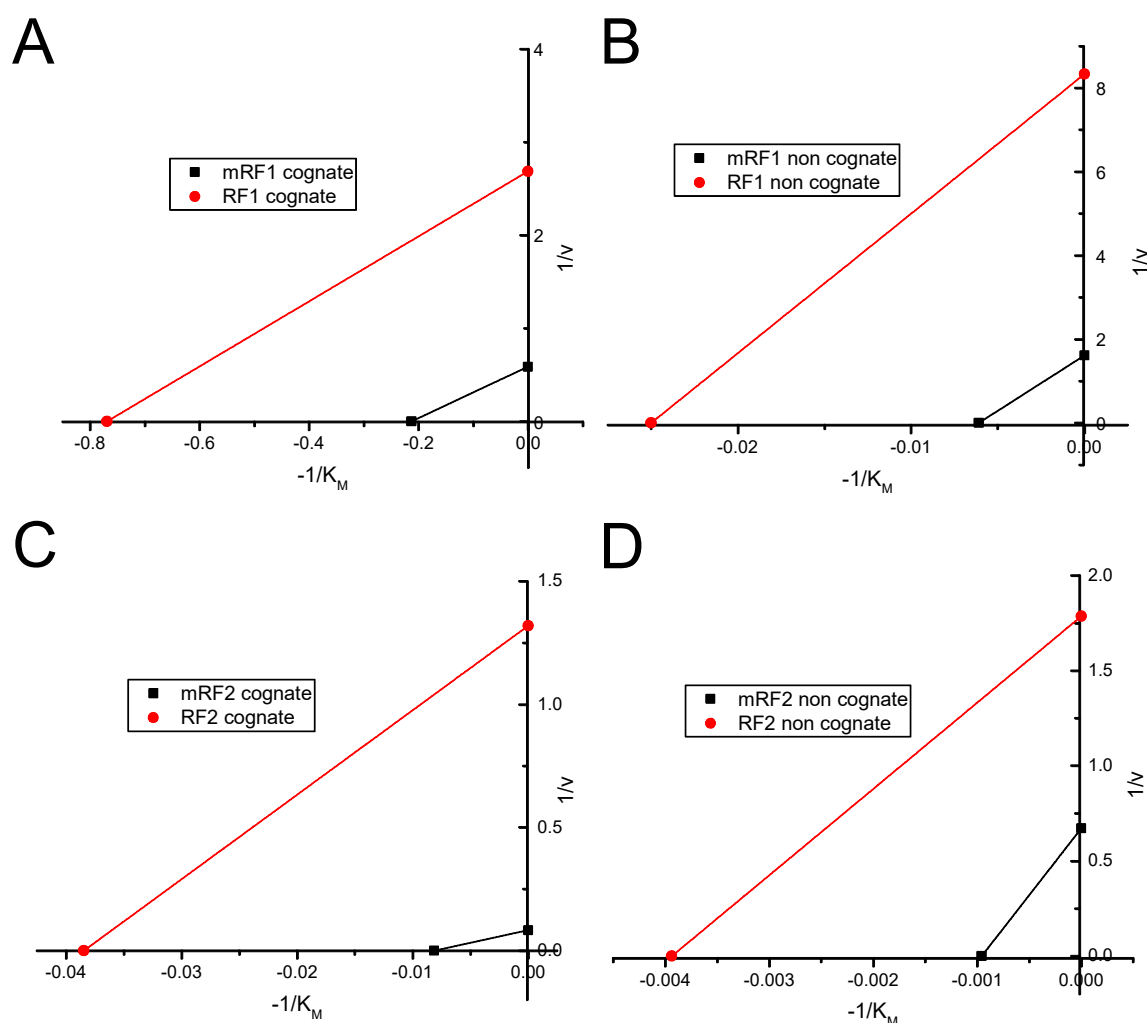 A
4
2
0
1/v
mRF1 cognate
RF1 cognate
-0.8
-0.6
-0.4
-0.2
0.0
-1/KM
B
8
6
4
2
0
1/v
mRF1 non cognate
RF1 non cognate
-0.02
-0.01
0.00
-1/KM
C
1.5
1.0
0.5
0.0
1/v
mRF2 cognate
RF2 cognate
-0.04
-0.03
-0.02
-0.01
0.00
-1/KM
D
2.0
1.5
1.0
0.5
0.0
1/v
mRF2 non cognate
RF2 non cognate
-0.004
-0.003
-0.002
-0.001
0.000
-1/KM